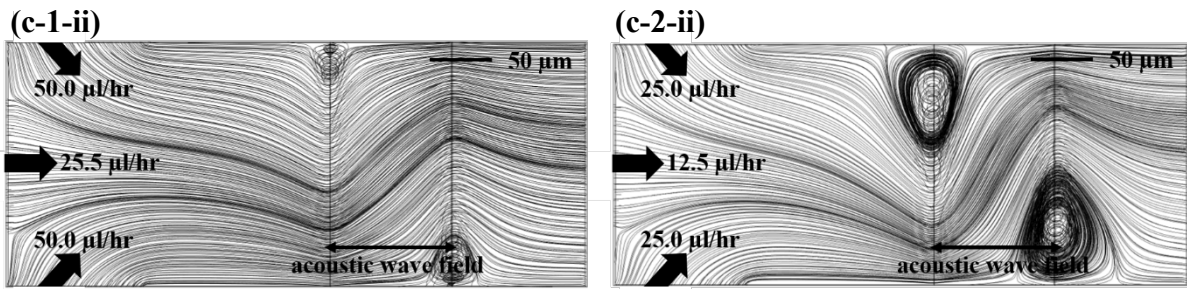 (c-1-ii)
50.0 µl/hr
50 µm
25.5 µl/hr
50.0 µl/hr
acoustic wave field
(c-2-ii)
25.0 µl/hr
50 µm
12.5 µl/hr
25.0 µl/hr
acoustic wave field